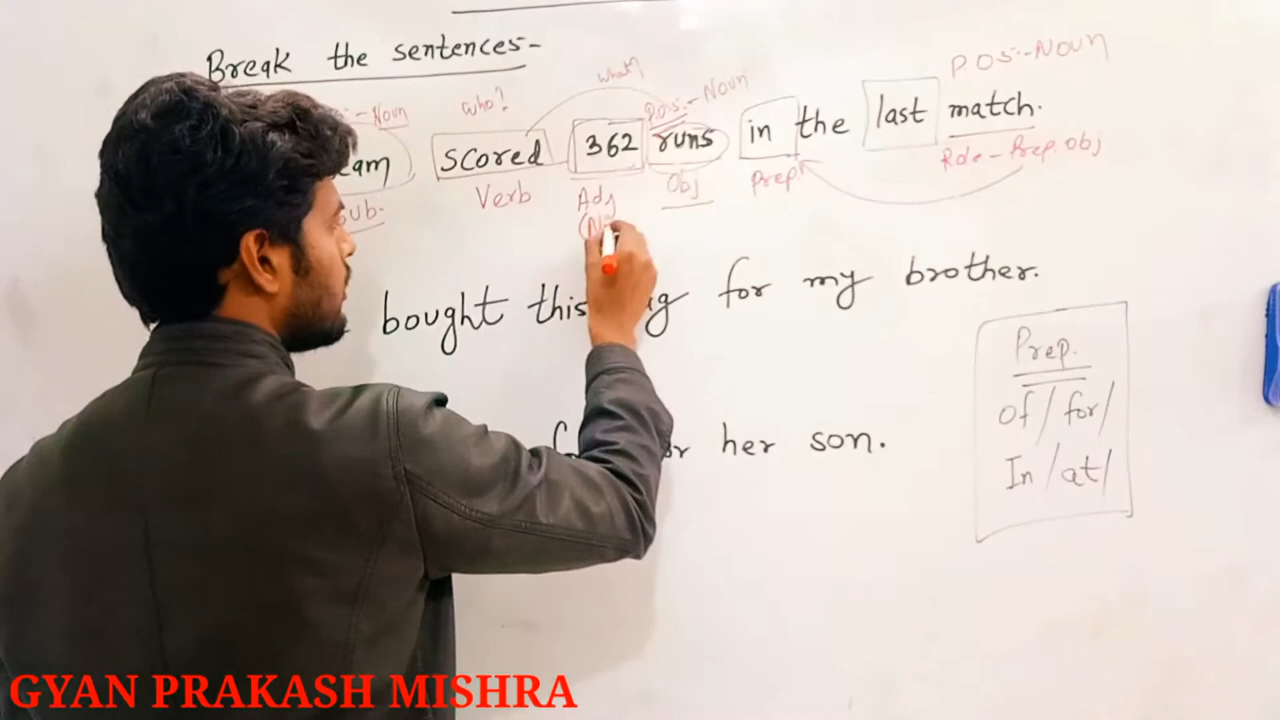 Break the sentences-
POS:-Noun
who?
what?
Pos:- Noun
:-Noun
eam scored 362 runs in the last match.
sub.
Verb
Adj
Obj
Prep
Role-Prep. obj
bought this for my brother.
her son.
Prep.
Of/for/
In/at/
GYAN PRAKASH MISHRA